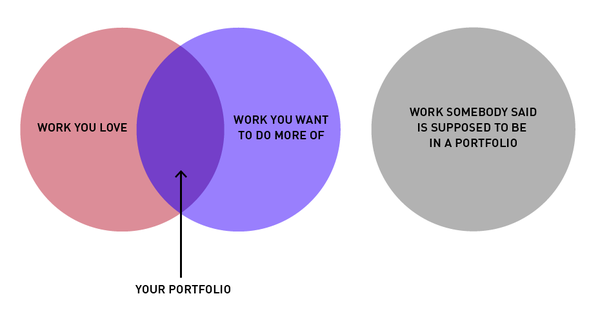 WORK YOU LOVE
WORK YOU WANT
TO DO MORE OF
WORK SOMEBODY SAID
IS SUPPOSED TO BE
IN A PORTFOLIO
YOUR PORTFOLIO